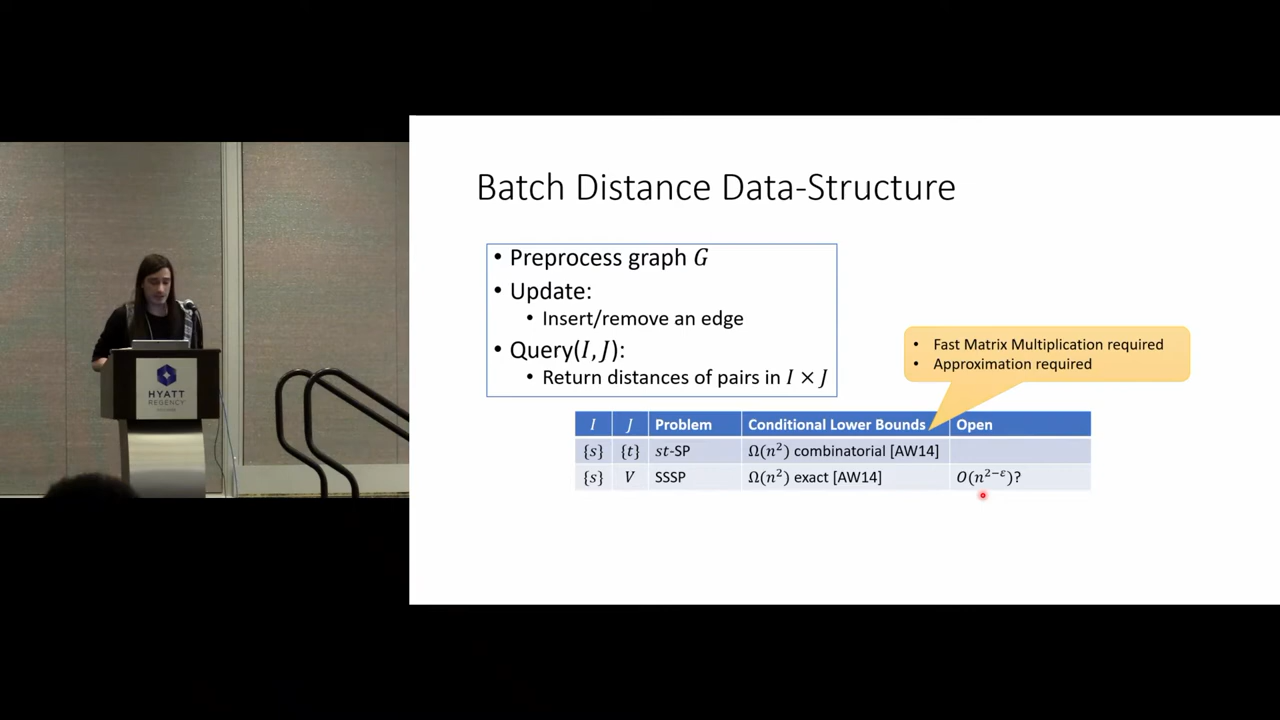 Batch Distance Data-Structure
• Preprocess graph G
• Update:
• Insert/remove an edge
• Query(I, J):
• Return distances of pairs in I × J
• Fast Matrix Multiplication required
• Approximation required
I J Problem Conditional Lower Bounds Open
{s} {t} st-SP Ω(n²) combinatorial [AW14]
{s} V SSSP Ω(n²) exact [AW14] O(n²⁻ᵋ)?
HYATT
REGENCY